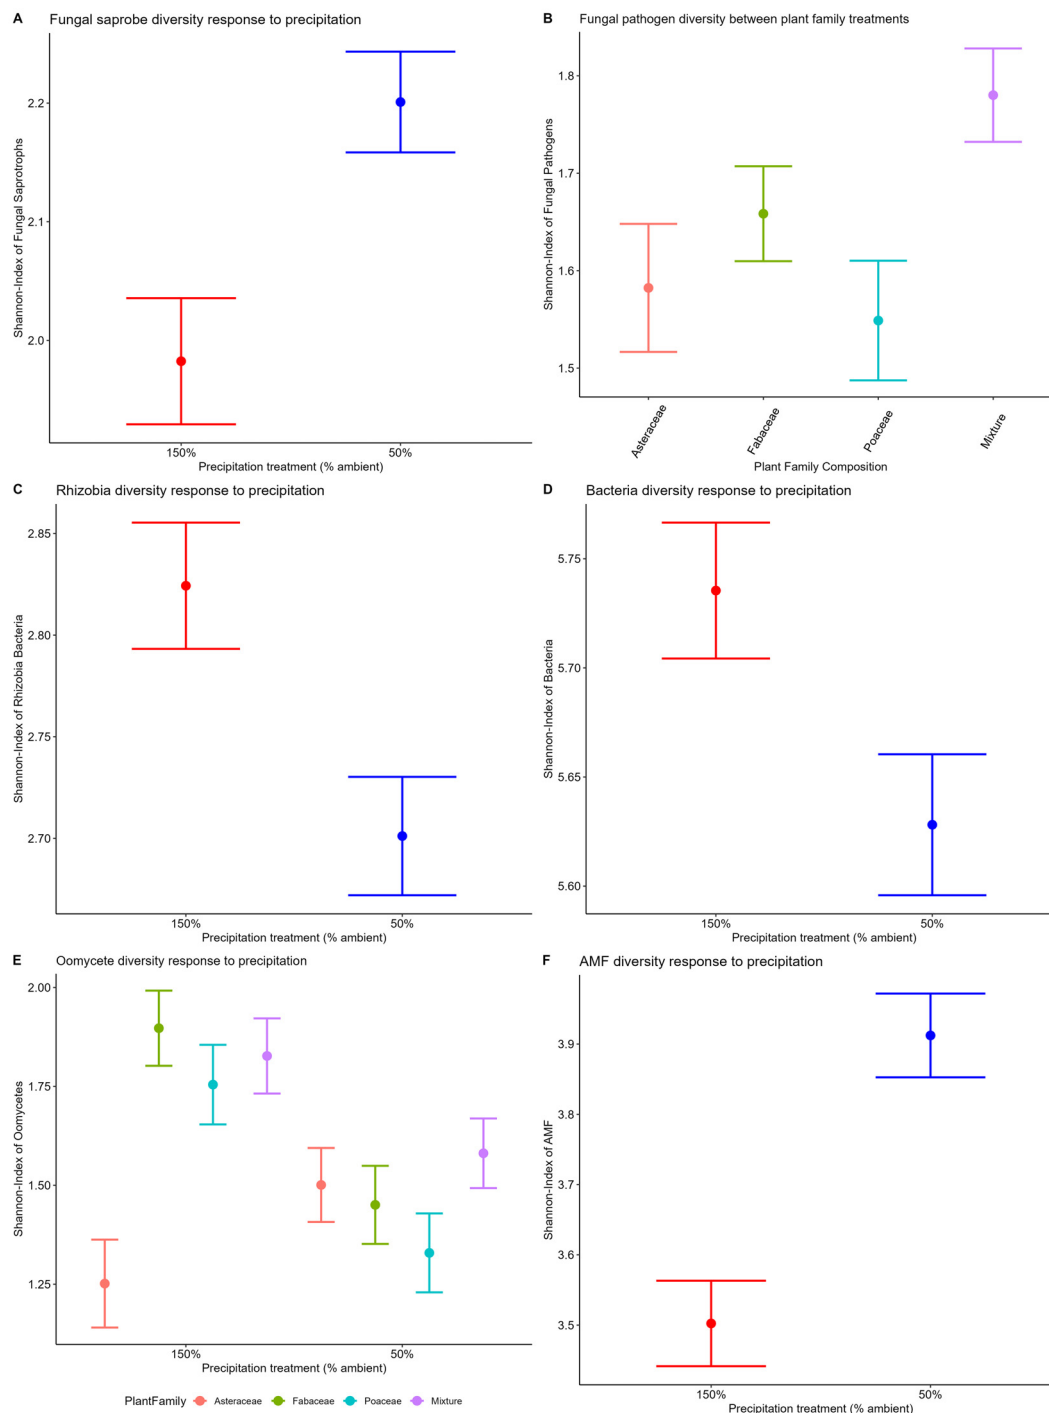 A
Fungal saprobe diversity response to precipitation
Shannon-Index of Fungal Saprotrophs
2.2
2.1
2.0
150%
50%
Precipitation treatment (% ambient)
B
Fungal pathogen diversity between plant family treatments
Shannon-Index of Fungal Pathogens
1.8
1.7
1.6
1.5
Asteraceae
Fabaceae
Poaceae
Mixture
Plant Family Composition
C
Rhizobia diversity response to precipitation
Shannon-Index of Rhizobia Bacteria
2.85
2.80
2.75
2.70
150%
50%
Precipitation treatment (% ambient)
D
Bacteria diversity response to precipitation
Shannon-Index of Bacteria
5.75
5.70
5.65
5.60
150%
50%
Precipitation treatment (% ambient)
E
Oomycete diversity response to precipitation
Shannon-Index of Oomycetes
2.00
1.75
1.50
1.25
150%
50%
Precipitation treatment (% ambient)
PlantFamily Asteraceae Fabaceae Poaceae Mixture
F
AMF diversity response to precipitation
Shannon-Index of AMF
3.9
3.8
3.7
3.6
3.5
150%
50%
Precipitation treatment (% ambient)